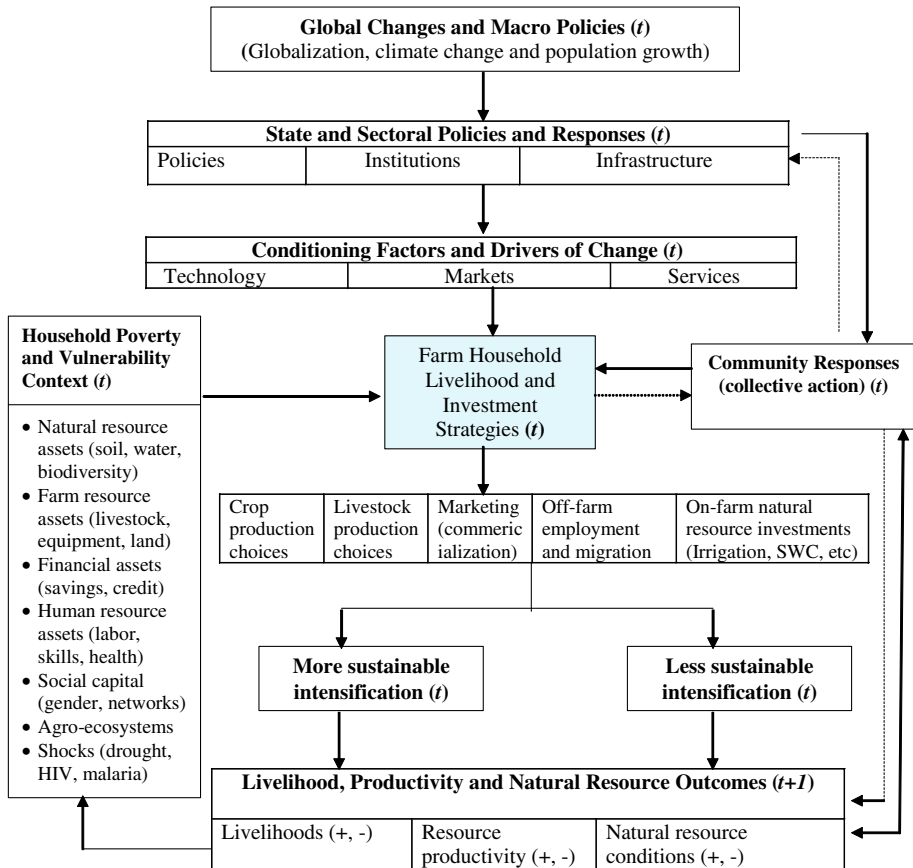 Global Changes and Macro Policies (t)
(Globalization, climate change and population growth)
State and Sectoral Policies and Responses (t)
Policies
Institutions
Infrastructure
Conditioning Factors and Drivers of Change (t)
Technology
Markets
Services
Household Poverty
and Vulnerability
Context (t)
• Natural resource
assets (soil, water,
biodiversity)
• Farm resource
assets (livestock,
equipment, land)
• Financial assets
(savings, credit)
• Human resource
assets (labor,
skills, health)
• Social capital
(gender, networks)
• Agro-ecosystems
• Shocks (drought,
HIV, malaria)
Farm Household
Livelihood and
Investment
Strategies (t)
Community Responses
(collective action) (t)
Crop
production
choices
Livestock
production
choices
Marketing
(commeric
ialization)
Off-farm
employment
and migration
On-farm natural
resource investments
(Irrigation, SWC, etc)
More sustainable
intensification (t)
Less sustainable
intensification (t)
Livelihood, Productivity and Natural Resource Outcomes (t+1)
Livelihoods (+, -)
Resource
productivity (+, -)
Natural resource
conditions (+, -)